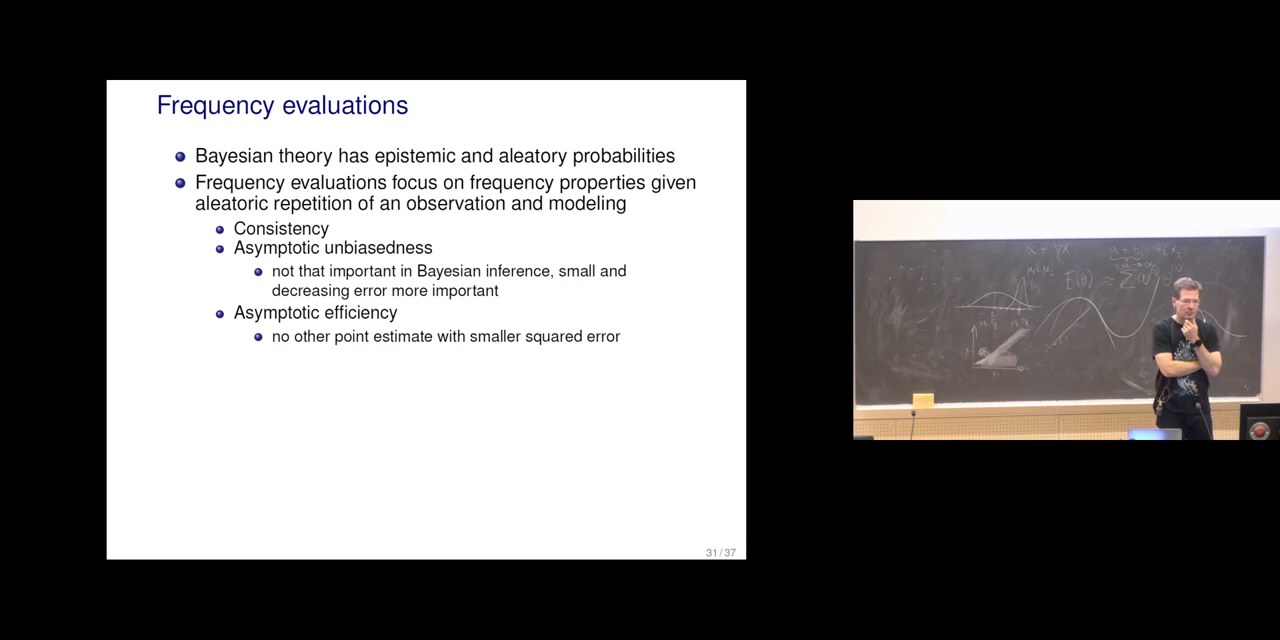 Frequency evaluations
Bayesian theory has epistemic and aleatory probabilities
Frequency evaluations focus on frequency properties given
aleatoric repetition of an observation and modeling
Consistency
Asymptotic unbiasedness
not that important in Bayesian inference, small and
decreasing error more important
Asymptotic efficiency
no other point estimate with smaller squared error
31 / 37
α + βx
E(θ) ≈ Σ